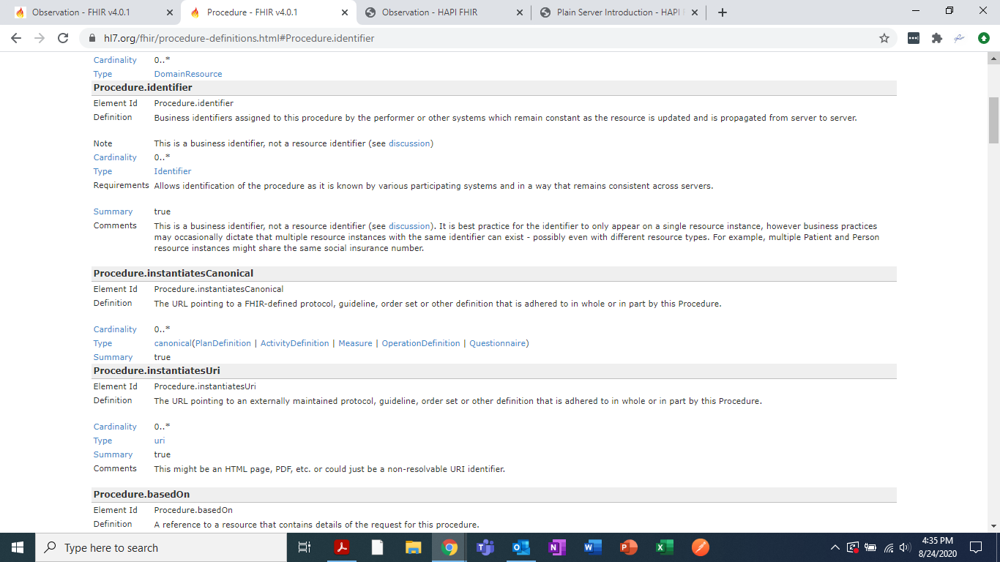 Observation - FHIR v4.0.1
Procedure - FHIR v4.0.1
Observation - HAPI FHIR
Plain Server Introduction - HAPI
hl7.org/fhir/procedure-definitions.html#Procedure.identifier
Cardinality 0..*
Type DomainResource
Procedure.identifier
Element Id Procedure.identifier
Definition Business identifiers assigned to this procedure by the performer or other systems which remain constant as the resource is updated and is propagated from server to server.
Note This is a business identifier, not a resource identifier (see discussion)
Cardinality 0..*
Type Identifier
Requirements Allows identification of the procedure as it is known by various participating systems and in a way that remains consistent across servers.
Summary true
Comments This is a business identifier, not a resource identifier (see discussion). It is best practice for the identifier to only appear on a single resource instance, however business practices
may occasionally dictate that multiple resource instances with the same identifier can exist - possibly even with different resource types. For example, multiple Patient and Person
resource instances might share the same social insurance number.
Procedure.instantiatesCanonical
Element Id Procedure.instantiatesCanonical
Definition The URL pointing to a FHIR-defined protocol, guideline, order set or other definition that is adhered to in whole or in part by this Procedure.
Cardinality 0..*
Type canonical(PlanDefinition | ActivityDefinition | Measure | OperationDefinition | Questionnaire)
Summary true
Procedure.instantiatesUri
Element Id Procedure.instantiatesUri
Definition The URL pointing to an externally maintained protocol, guideline, order set or other definition that is adhered to in whole or in part by this Procedure.
Cardinality 0..*
Type uri
Summary true
Comments This might be an HTML page, PDF, etc. or could just be a non-resolvable URI identifier.
Procedure.basedOn
Element Id Procedure.basedOn
Definition A reference to a resource that contains details of the request for this procedure.
Type here to search
4:35 PM
8/24/2020